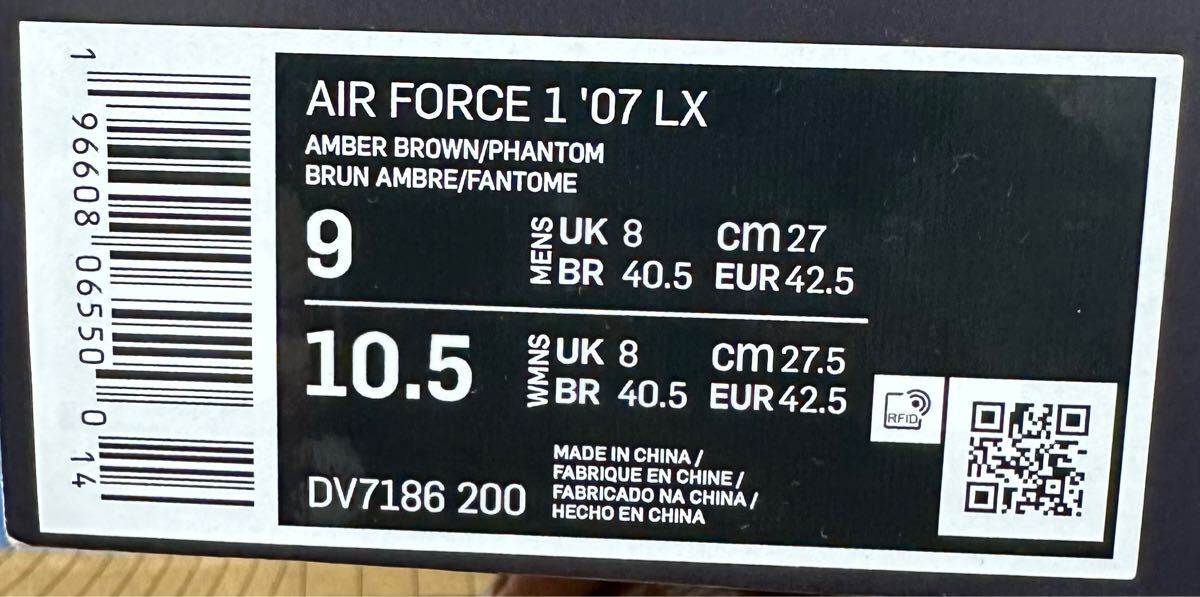 AIR FORCE 1 '07 LX
AMBER BROWN/PHANTOM
BRUN AMBRE/FANTOME
9 MENS UK 8 cm 27
BR 40.5 EUR 42.5
10.5 WMNS UK 8 cm 27.5
BR 40.5 EUR 42.5
DV7186 200
MADE IN CHINA /
FABRIQUE EN CHINE /
FABRICADO NA CHINA /
HECHO EN CHINA
RFID
1 96608 06550 0 14